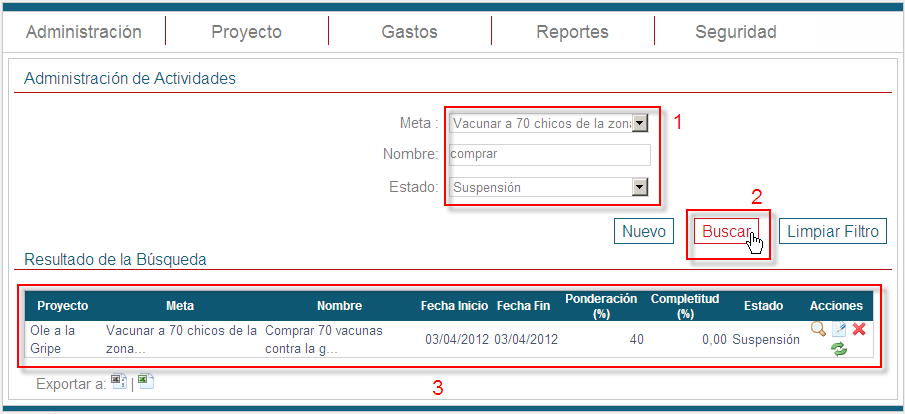 Administración Proyecto Gastos Reportes Seguridad
Administración de Actividades
Meta : Vacunar a 70 chicos de la zona
1
Nombre: comprar
Estado: Suspensión
2
Nuevo Buscar Limpiar Filtro
Resultado de la Búsqueda
Proyecto Meta Nombre Fecha Inicio Fecha Fin Ponderación (%) Completitud (%) Estado Acciones
Ole a la Vacunar a 70 chicos de la Comprar 70 vacunas 03/04/2012 03/04/2012 40 0,00 Suspensión
Gripe zona... contra la g...
Exportar a: |
3